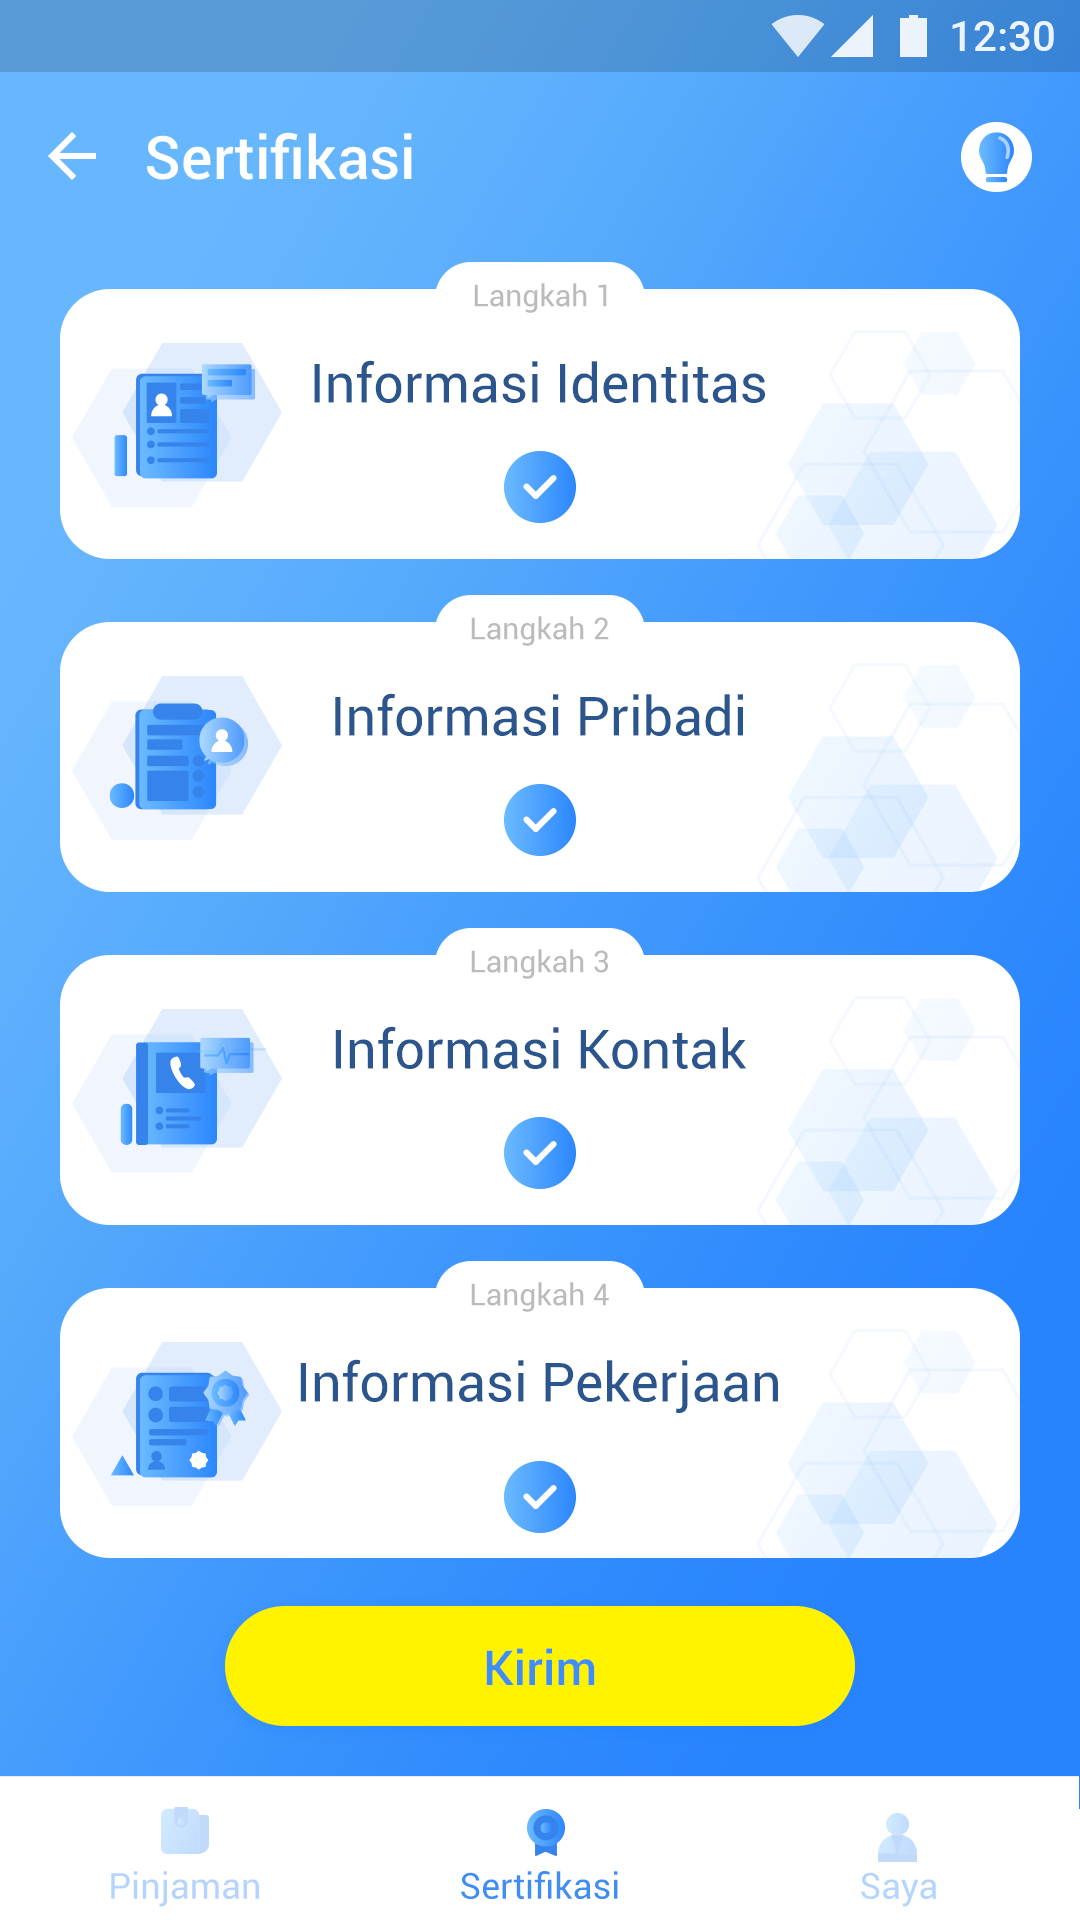 12:30
Sertifikasi
Langkah 1
Informasi Identitas
Langkah 2
Informasi Pribadi
Langkah 3
Informasi Kontak
Langkah 4
Informasi Pekerjaan
Kirim
Pinjaman
Sertifikasi
Saya